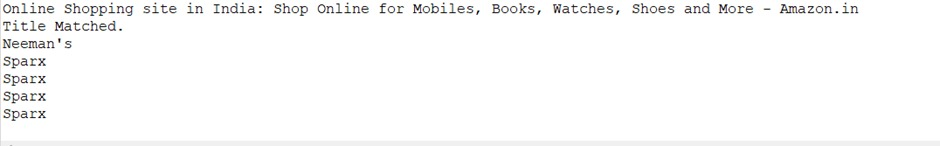 Online Shopping site in India: Shop Online for Mobiles, Books, Watches, Shoes and More - Amazon.in
Title Matched.
Neeman's
Sparx
Sparx
Sparx
Sparx